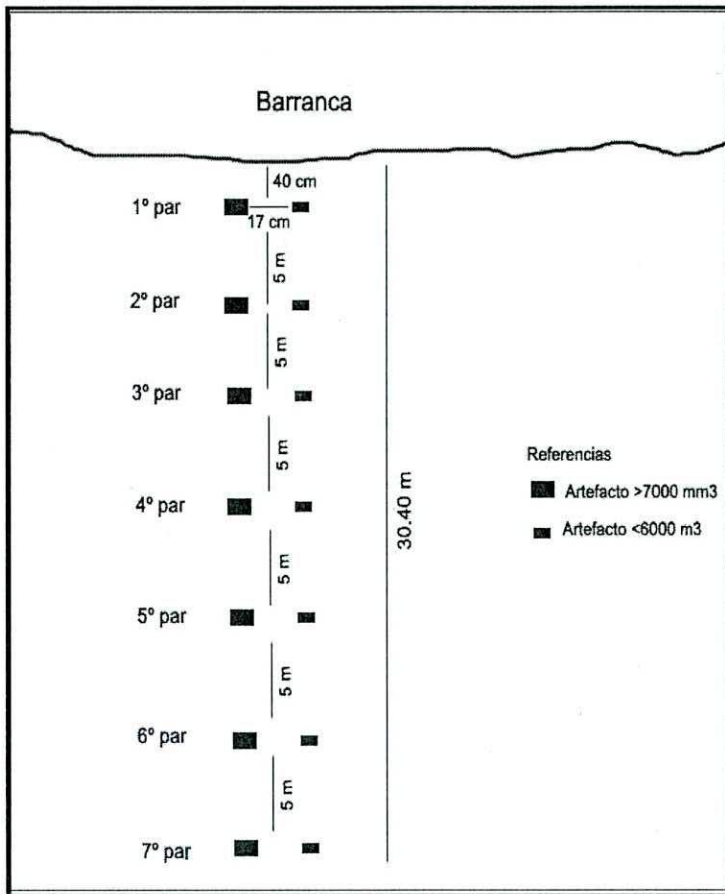 Barranca
40 cm
1º par
17 cm
5 m
2º par
5 m
3º par
5 m
4º par
5 m
5º par
5 m
6º par
5 m
7º par
30.40 m
Referencias
Artefacto >7000 mm3
Artefacto <6000 m3